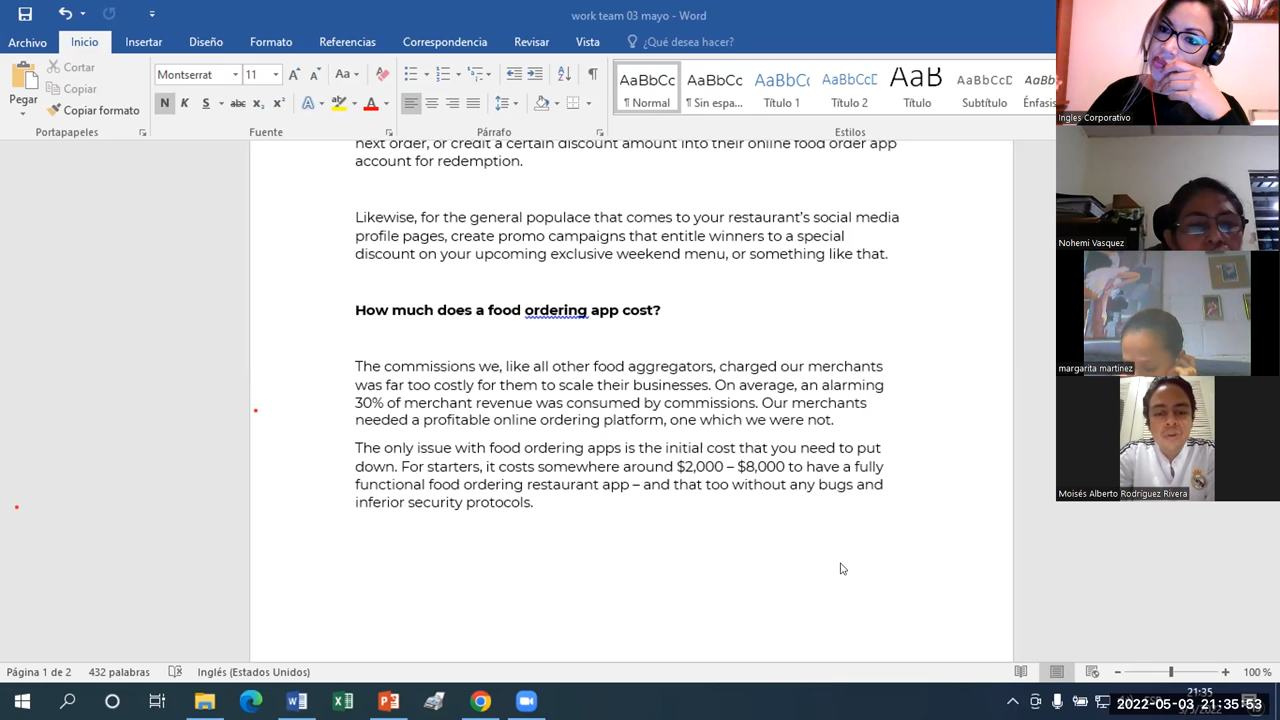 work team 03 mayo - Word
Archivo Inicio Insertar Diseño Formato Referencias Correspondencia Revisar Vista ¿Qué desea hacer?
Pegar
Cortar
Copiar
Copiar formato
Portapapeles
Montserrat 11
Aa
N K S abc x₂ x²
Fuente
Párrafo
AaBbCc
¶ Normal
AaBbCc
¶ Sin espa...
AaBbCc
Título 1
AaBbCcD
Título 2
AaB
Título
AaBbCcD
Subtítulo
AaBb
Énfasis
Estilos
next order, or credit a certain discount amount into their online food order app
account for redemption.
Likewise, for the general populace that comes to your restaurant's social media
profile pages, create promo campaigns that entitle winners to a special
discount on your upcoming exclusive weekend menu, or something like that.
How much does a food ordering app cost?
The commissions we, like all other food aggregators, charged our merchants
was far too costly for them to scale their businesses. On average, an alarming
30% of merchant revenue was consumed by commissions. Our merchants
needed a profitable online ordering platform, one which we were not.
The only issue with food ordering apps is the initial cost that you need to put
down. For starters, it costs somewhere around $2,000 – $8,000 to have a fully
functional food ordering restaurant app – and that too without any bugs and
inferior security protocols.
Ingles Corporativo
Nohemi Vasquez
margarita martinez
Moisés Alberto Rodríguez Rivera
Página 1 de 2 432 palabras Inglés (Estados Unidos) 100 %
21:35
2022-05-03 21:35:53